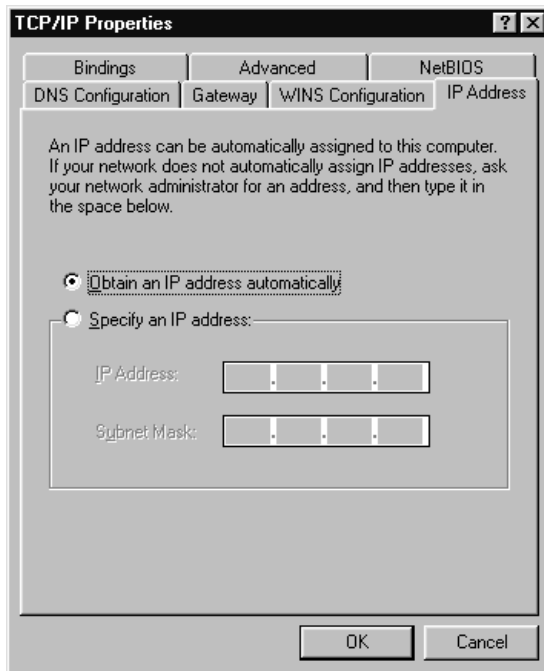 TCP/IP Properties
Bindings Advanced NetBIOS
DNS Configuration Gateway WINS Configuration IP Address
An IP address can be automatically assigned to this computer.
If your network does not automatically assign IP addresses, ask
your network administrator for an address, and then type it in
the space below.
Obtain an IP address automatically
Specify an IP address:
IP Address:
Subnet Mask:
OK Cancel